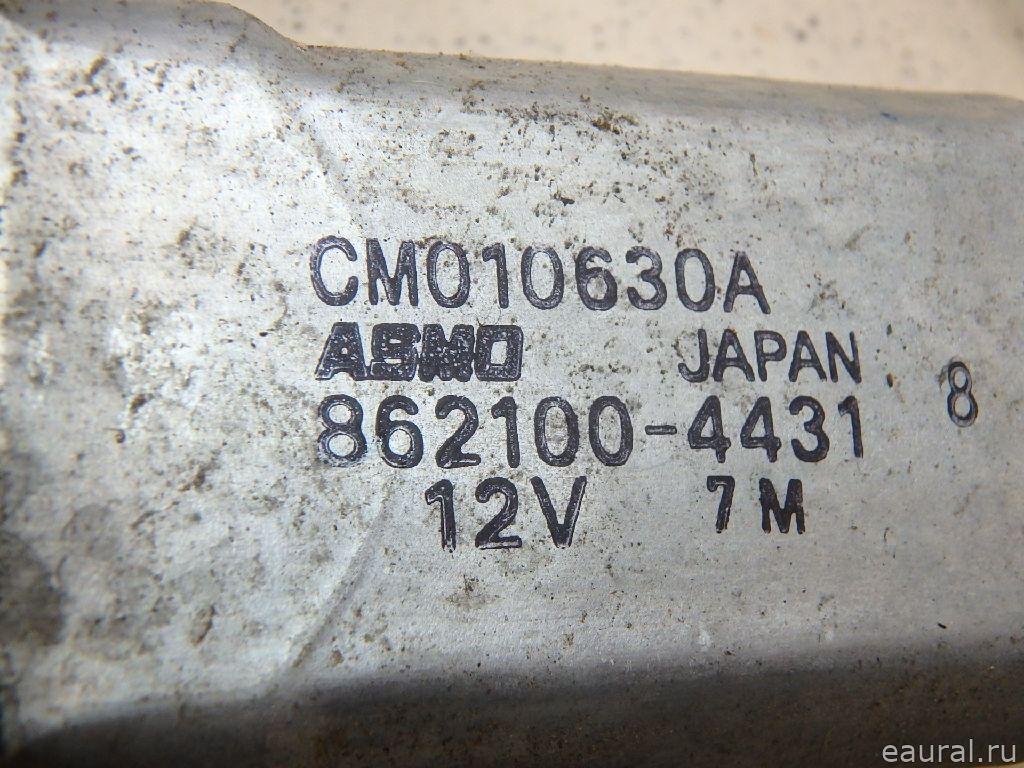 CM010630A
ASMO JAPAN
8
862100-4431
12V 7M
eaural.ru